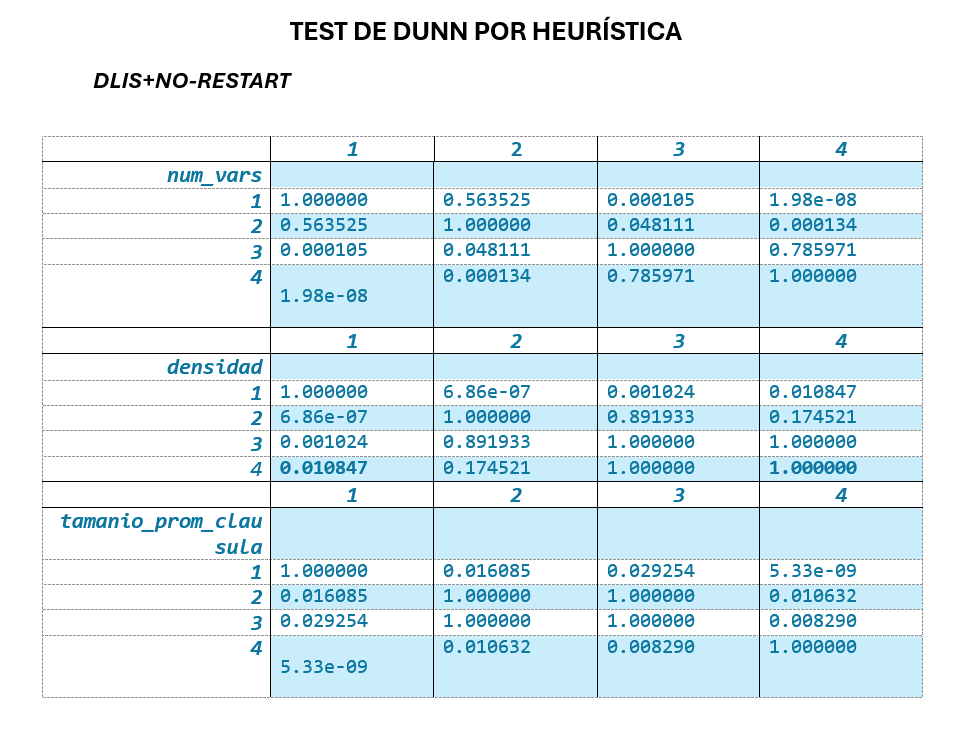 TEST DE DUNN POR HEURÍSTICA
DLIS+NO-RESTART
1 2 3 4
num_vars
1 1.000000 0.563525 0.000105 1.98e-08
2 0.563525 1.000000 0.048111 0.000134
3 0.000105 0.048111 1.000000 0.785971
4 1.98e-08 0.000134 0.785971 1.000000
1 2 3 4
densidad
1 1.000000 6.86e-07 0.001024 0.010847
2 6.86e-07 1.000000 0.891933 0.174521
3 0.001024 0.891933 1.000000 1.000000
4 0.010847 0.174521 1.000000 1.000000
1 2 3 4
tamanio_prom_clau
sula
1 1.000000 0.016085 0.029254 5.33e-09
2 0.016085 1.000000 1.000000 0.010632
3 0.029254 1.000000 1.000000 0.008290
4 5.33e-09 0.010632 0.008290 1.000000